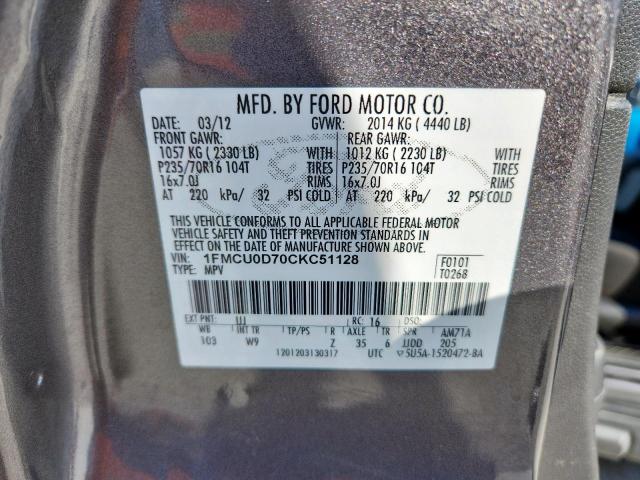 MFD. BY FORD MOTOR CO.
DATE: 03/12 GVWR: 2014 KG ( 4440 LB)
FRONT GAWR: REAR GAWR:
1057 KG ( 2330 LB) WITH 1012 KG ( 2230 LB) WITH
P235/70R16 104T TIRES P235/70R16 104T TIRES
16x7.0J RIMS 16x7.0J RIMS
AT 220 kPa/ 32 PSI COLD AT 220 kPa/ 32 PSI COLD
THIS VEHICLE CONFORMS TO ALL APPLICABLE FEDERAL MOTOR
VEHICLE SAFETY AND THEFT PREVENTION STANDARDS IN
EFFECT ON THE DATE OF MANUFACTURE SHOWN ABOVE.
VIN: 1FMCU0D70CKC51128 F0101
TYPE: MPV T0268
EXT PNT: UJ RC: 16 DSO:
WB INT TR TP/PS R AXLE TR SPR AM7TA
103 W9 Z 35 6 JJDD 205
1201203130317 UTC 5U5A-1520472-BA